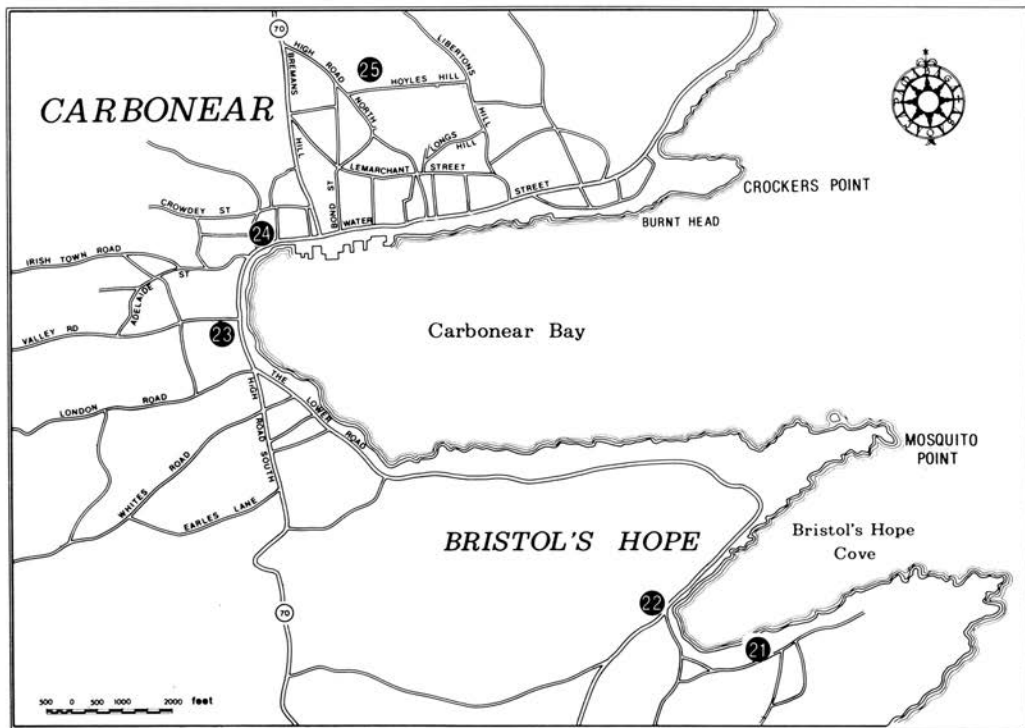 70
HIGH ROAD NORTH
BREMANS HILL
LIBERTONS HILL
25
HOYLES HILL
CARBONEAR
LONGS HILL
LEMARCHANT STREET
BOND ST
WATER STREET
CROCKERS POINT
BURNT HEAD
CROWDEY ST
24
IRISH TOWN ROAD
ADELAIDE ST
23
VALLEY RD
Carbonear Bay
THE LOWER ROAD
HIGH ROAD SOUTH
LONDON ROAD
WHITES ROAD
EARLES LANE
MOSQUITO
POINT
BRISTOL'S HOPE
Bristol's Hope
Cove
22
21
70
500 0 500 1000 2000 feet